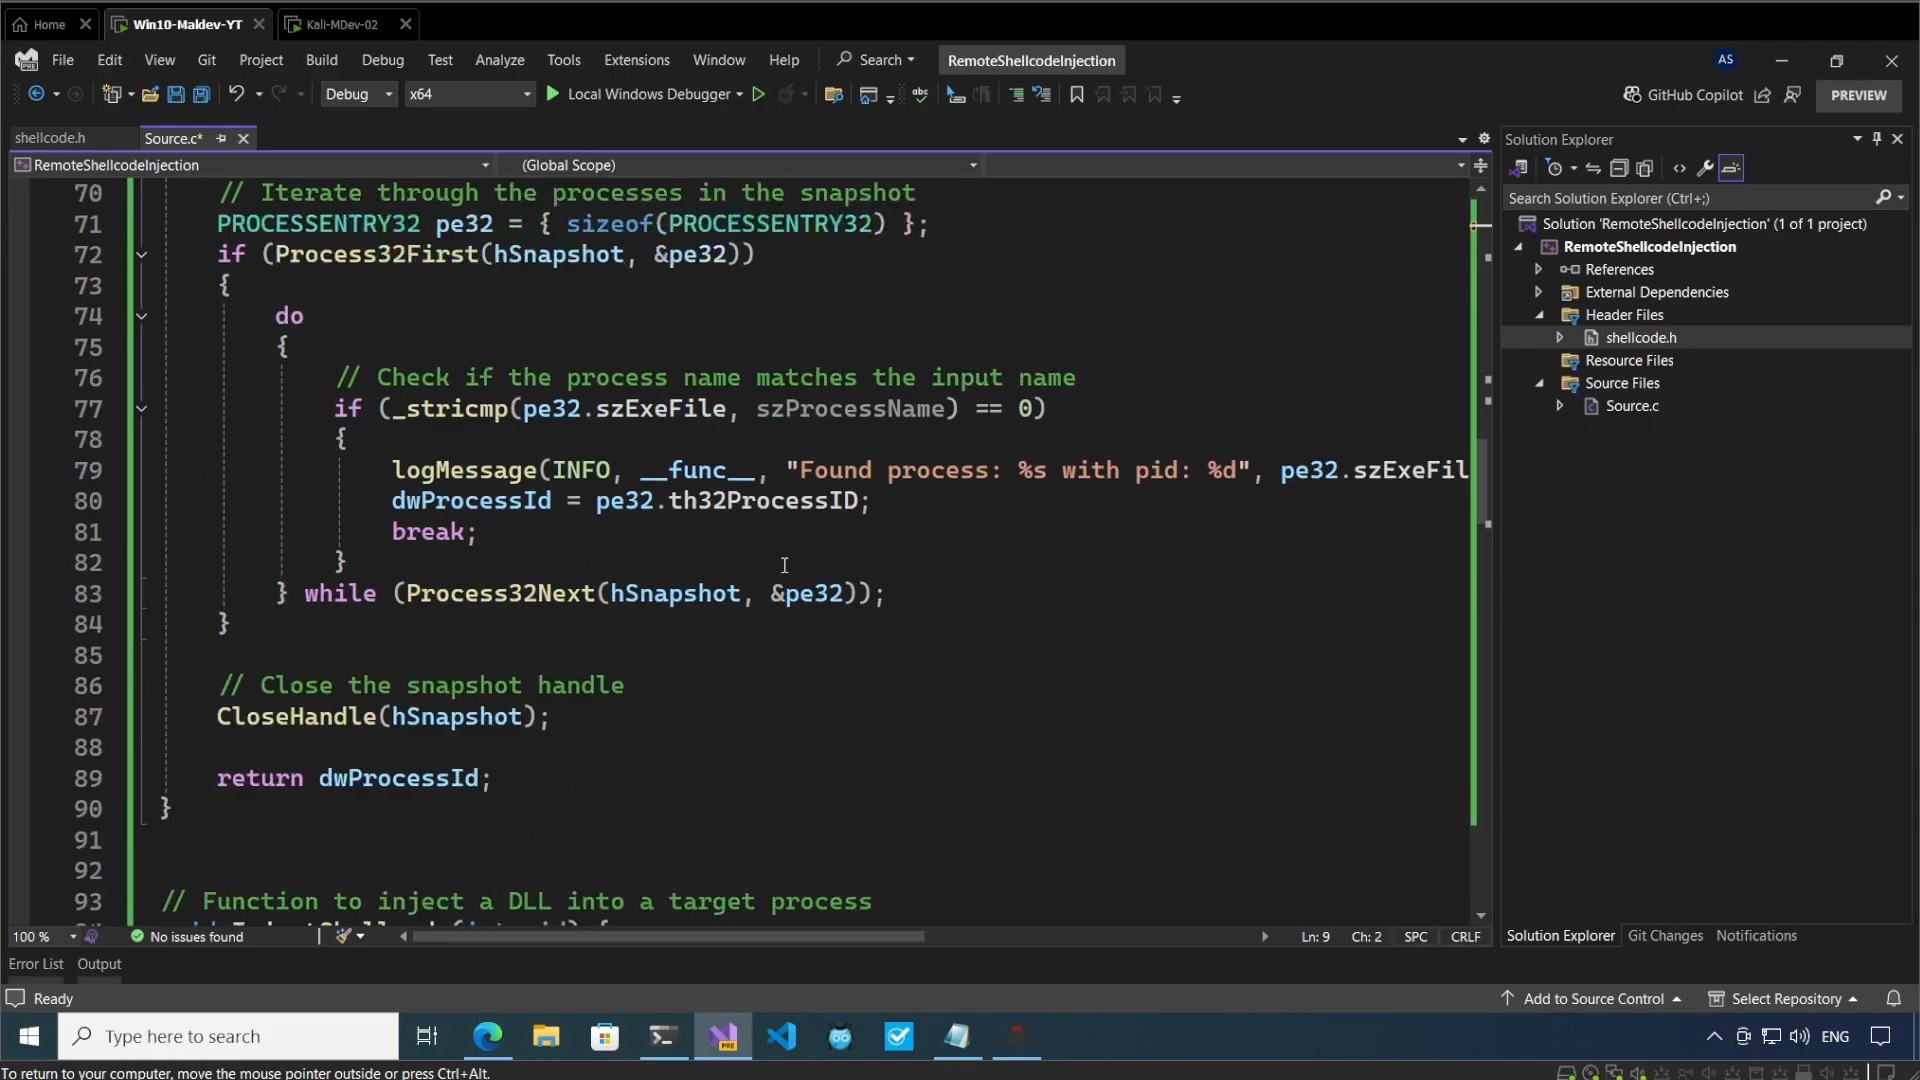 Home
Win10-Maldev-YT
Kali-MDev-02
File Edit View Git Project Build Debug Test Analyze Tools Extensions Window Help Search RemoteShellcodeInjection AS
Debug x64 Local Windows Debugger GitHub Copilot PREVIEW
shellcode.h Source.c*
RemoteShellcodeInjection (Global Scope)
70 // Iterate through the processes in the snapshot
71 PROCESSENTRY32 pe32 = { sizeof(PROCESSENTRY32) };
72 if (Process32First(hSnapshot, &pe32))
73 {
74 do
75 {
76 // Check if the process name matches the input name
77 if (_stricmp(pe32.szExeFile, szProcessName) == 0)
78 {
79 logMessage(INFO, __func__, "Found process: %s with pid: %d", pe32.szExeFil
80 dwProcessId = pe32.th32ProcessID;
81 break;
82 }
83 } while (Process32Next(hSnapshot, &pe32));
84 }
85
86 // Close the snapshot handle
87 CloseHandle(hSnapshot);
88
89 return dwProcessId;
90 }
91
92
93 // Function to inject a DLL into a target process
100 % No issues found Ln: 9 Ch: 2 SPC CRLF
Error List Output
Ready
Solution Explorer
Search Solution Explorer (Ctrl+;)
Solution 'RemoteShellcodeInjection' (1 of 1 project)
RemoteShellcodeInjection
References
External Dependencies
Header Files
shellcode.h
Resource Files
Source Files
Source.c
Solution Explorer Git Changes Notifications
Add to Source Control Select Repository
Type here to search
ENG
To return to your computer, move the mouse pointer outside or press Ctrl+Alt.